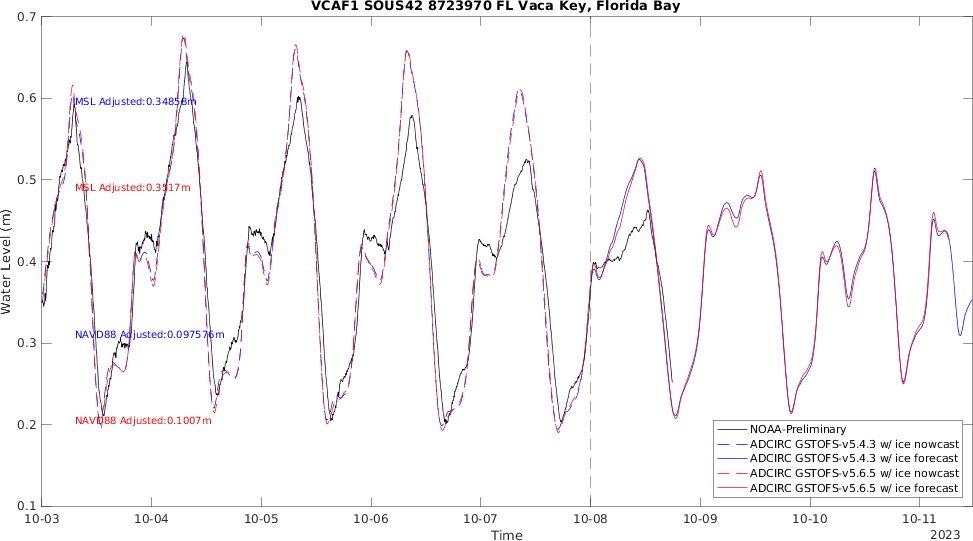 VCAF1 SOUS42 8723970 FL Vaca Key, Florida Bay
0.7
0.6
0.5
0.4
0.3
0.2
0.1
Water Level (m)
MSL Adjusted:0.34858m
MSL Adjusted:0.3517m
NAVD88 Adjusted:0.097576m
NAVD88 Adjusted:0.1007m
NOAA-Preliminary
ADCIRC GSTOFS-v5.4.3 w/ ice nowcast
ADCIRC GSTOFS-v5.4.3 w/ ice forecast
ADCIRC GSTOFS-v5.6.5 w/ ice nowcast
ADCIRC GSTOFS-v5.6.5 w/ ice forecast
10-03 10-04 10-05 10-06 10-07 10-08 10-09 10-10 10-11
Time
2023